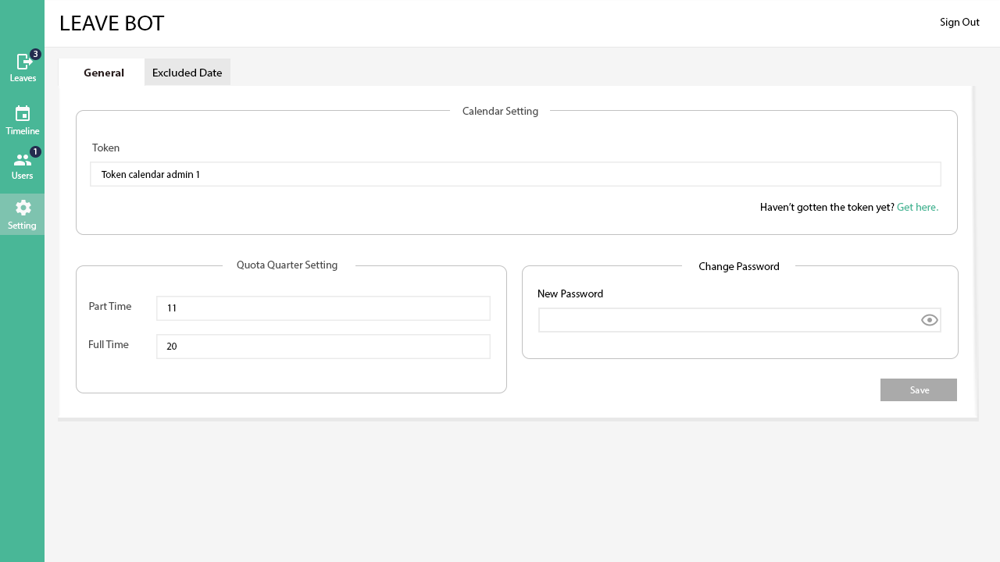 LEAVE BOT
Sign Out
3
Leaves
Timeline
1
Users
Setting
General
Excluded Date
Calendar Setting
Token
Token calendar admin 1
Haven't gotten the token yet? Get here.
Quota Quarter Setting
Part Time
11
Full Time
20
Change Password
New Password
Save